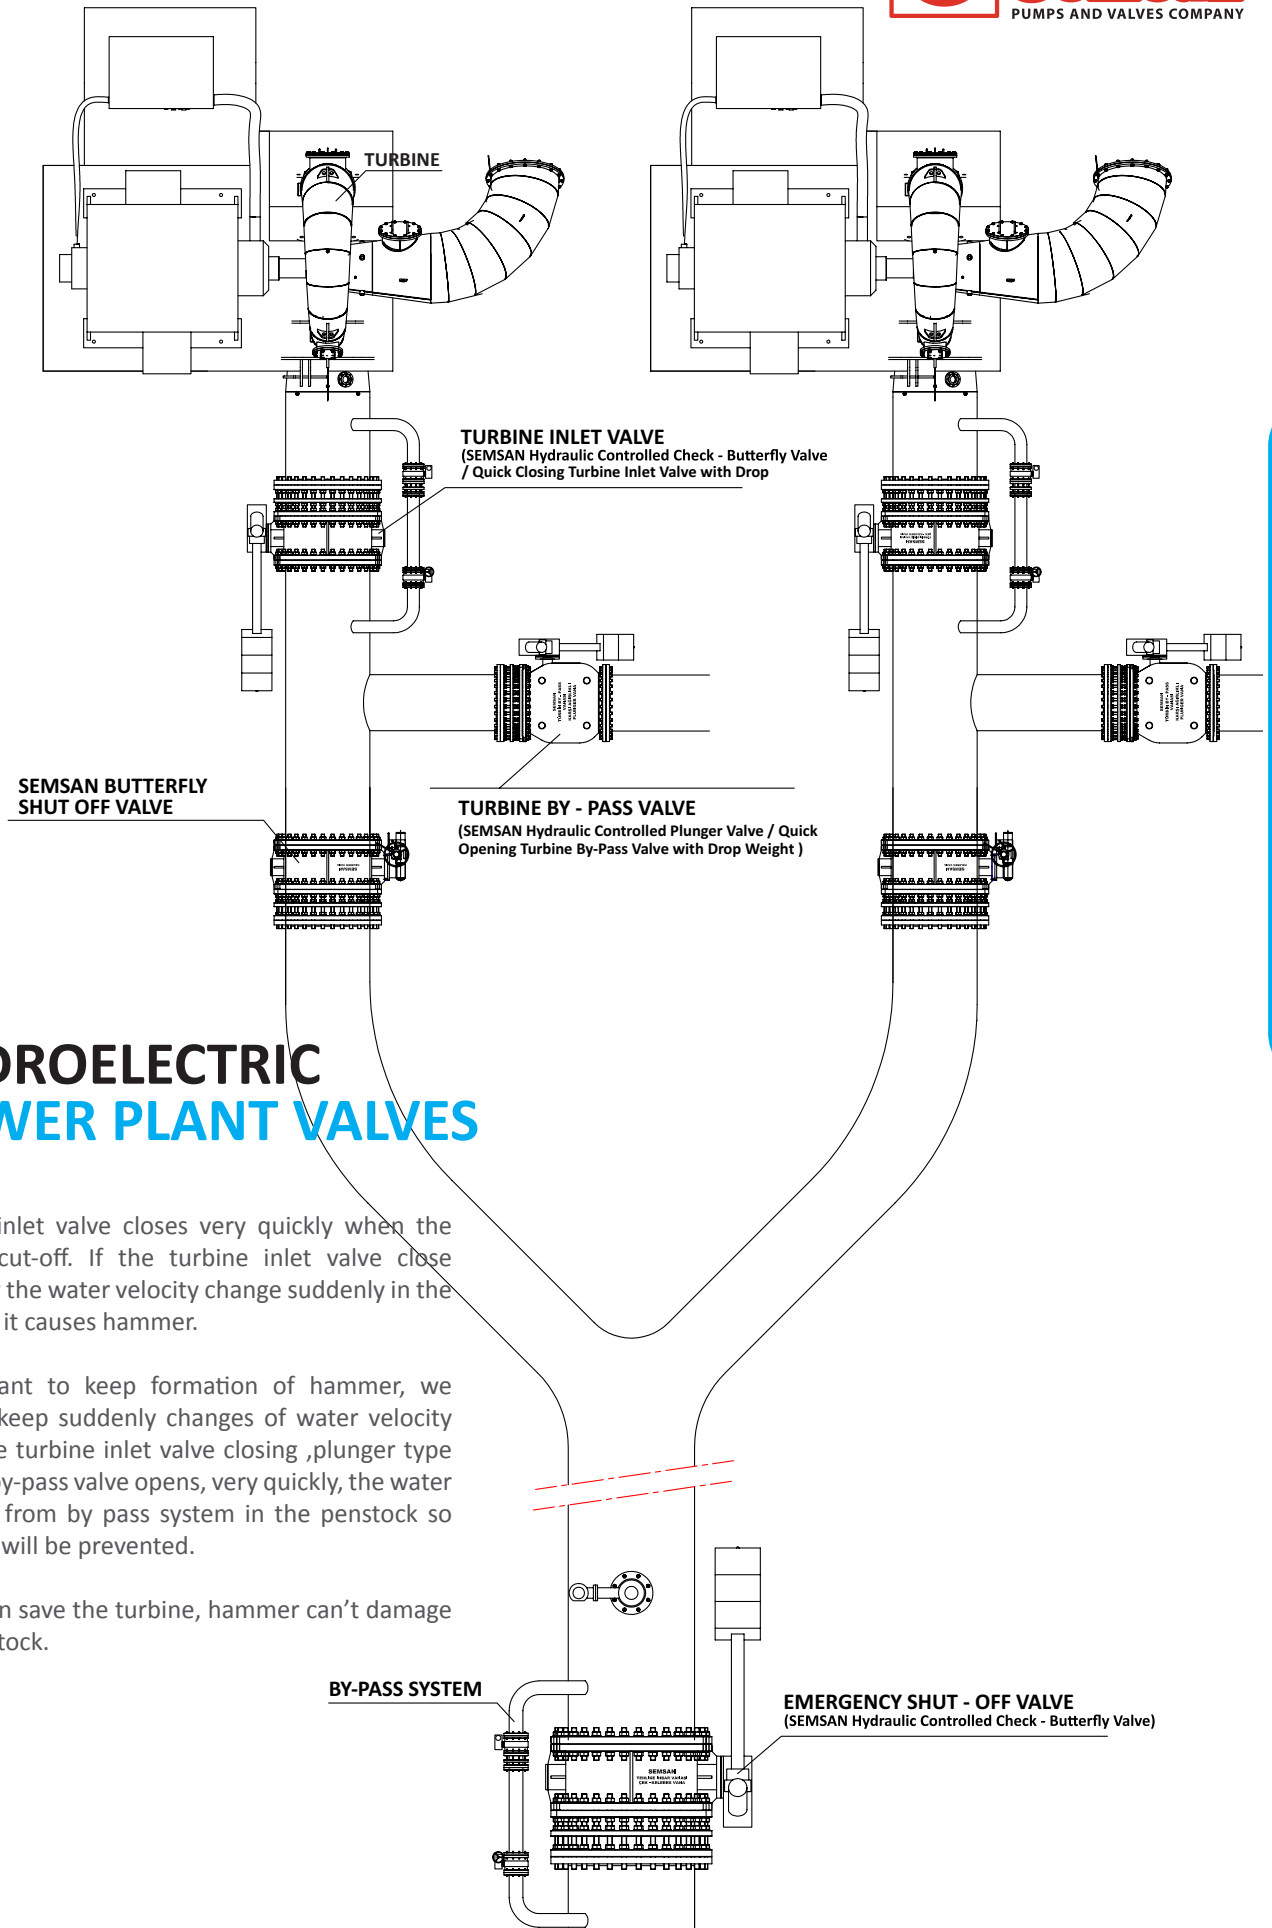 PUMPS AND VALVES COMPANY
TURBINE
TURBINE INLET VALVE
(SEMSAN Hydraulic Controlled Check - Butterfly Valve
/ Quick Closing Turbine Inlet Valve with Drop
SEMSAN BUTTERFLY
SHUT OFF VALVE
TURBINE BY - PASS VALVE
(SEMSAN Hydraulic Controlled Plunger Valve / Quick
Opening Turbine By-Pass Valve with Drop Weight )
DROELECTRIC
WER PLANT VALVES
inlet valve closes very quickly when the
cut-off. If the turbine inlet valve close
the water velocity change suddenly in the
it causes hammer.
ant to keep formation of hammer, we
keep suddenly changes of water velocity
e turbine inlet valve closing ,plunger type
by-pass valve opens, very quickly, the water
from by pass system in the penstock so
will be prevented.
n save the turbine, hammer can’t damage
tock.
BY-PASS SYSTEM
EMERGENCY SHUT - OFF VALVE
(SEMSAN Hydraulic Controlled Check - Butterfly Valve)
SEMSAN